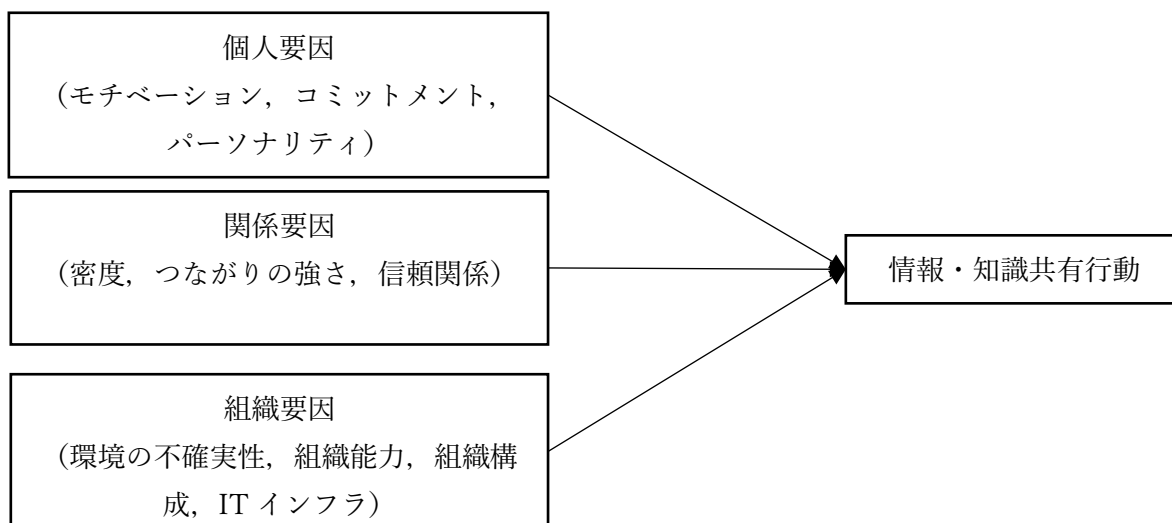 個人要因
（モチベーション，コミットメント，
パーソナリティ）
関係要因
（密度，つながりの強さ，信頼関係）
情報・知識共有行動
組織要因
（環境の不確実性，組織能力，組織構
成，IT インフラ）